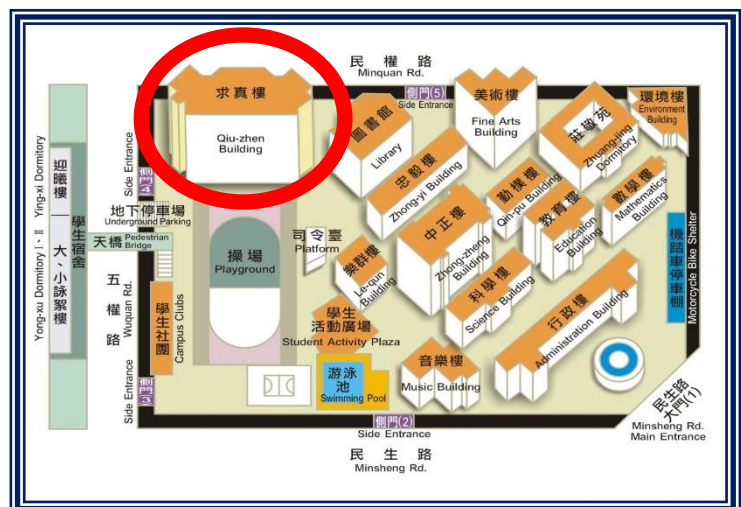 民權路
Minquan Rd.
求真樓
Qiu-zhen
Building
側門(5)
Side Entrance
圖書館
Library
美術樓
Fine Arts
Building
環境樓
Environment
Building
莊敬苑
Zhuang-jing
Dormitory
忠毅樓
Zhong-yi Building
勤樸樓
Qin-pu Building
數學樓
Mathematics
Building
教育樓
Education
Building
中正樓
Zhong-zheng
Building
Side Entrance
側門4
地下停車場
Underground Parking
天橋
Pedestrian
Bridge
迎曦樓
大、小詠絮樓
學生宿舍
Ying-xi Dormitory
Yong-xu Dormitory I、II
五權路
Wuquan Rd.
操場
Playground
司令臺
Platform
樂群樓
Le-qun
Building
科學樓
Science Building
行政樓
Administration Building
機踏車停車棚
Motorcycle Bike Shelter
學生社團
Campus Clubs
學生
活動廣場
Student Activity Plaza
游泳
池
Swimming Pool
音樂樓
Music Building
Side Entrance
側門3
側門(2)
Side Entrance
民生路
Minsheng Rd.
民生路
大門(1)
Minsheng Rd.
Main Entrance